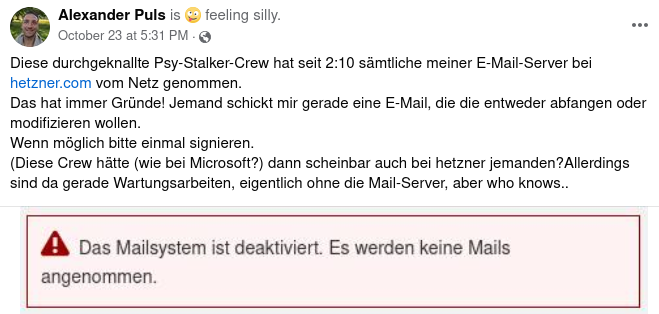 Alexander Puls is 🤪 feeling silly.
October 23 at 5:31 PM ·
Diese durchgeknallte Psy-Stalker-Crew hat seit 2:10 sämtliche meiner E-Mail-Server bei
hetzner.com vom Netz genommen.
Das hat immer Gründe! Jemand schickt mir gerade eine E-Mail, die die entweder abfangen oder
modifizieren wollen.
Wenn möglich bitte einmal signieren.
(Diese Crew hätte (wie bei Microsoft?) dann scheinbar auch bei hetzner jemanden?Allerdings
sind da gerade Wartungsarbeiten, eigentlich ohne die Mail-Server, aber who knows..
Das Mailsystem ist deaktiviert. Es werden keine Mails
angenommen.